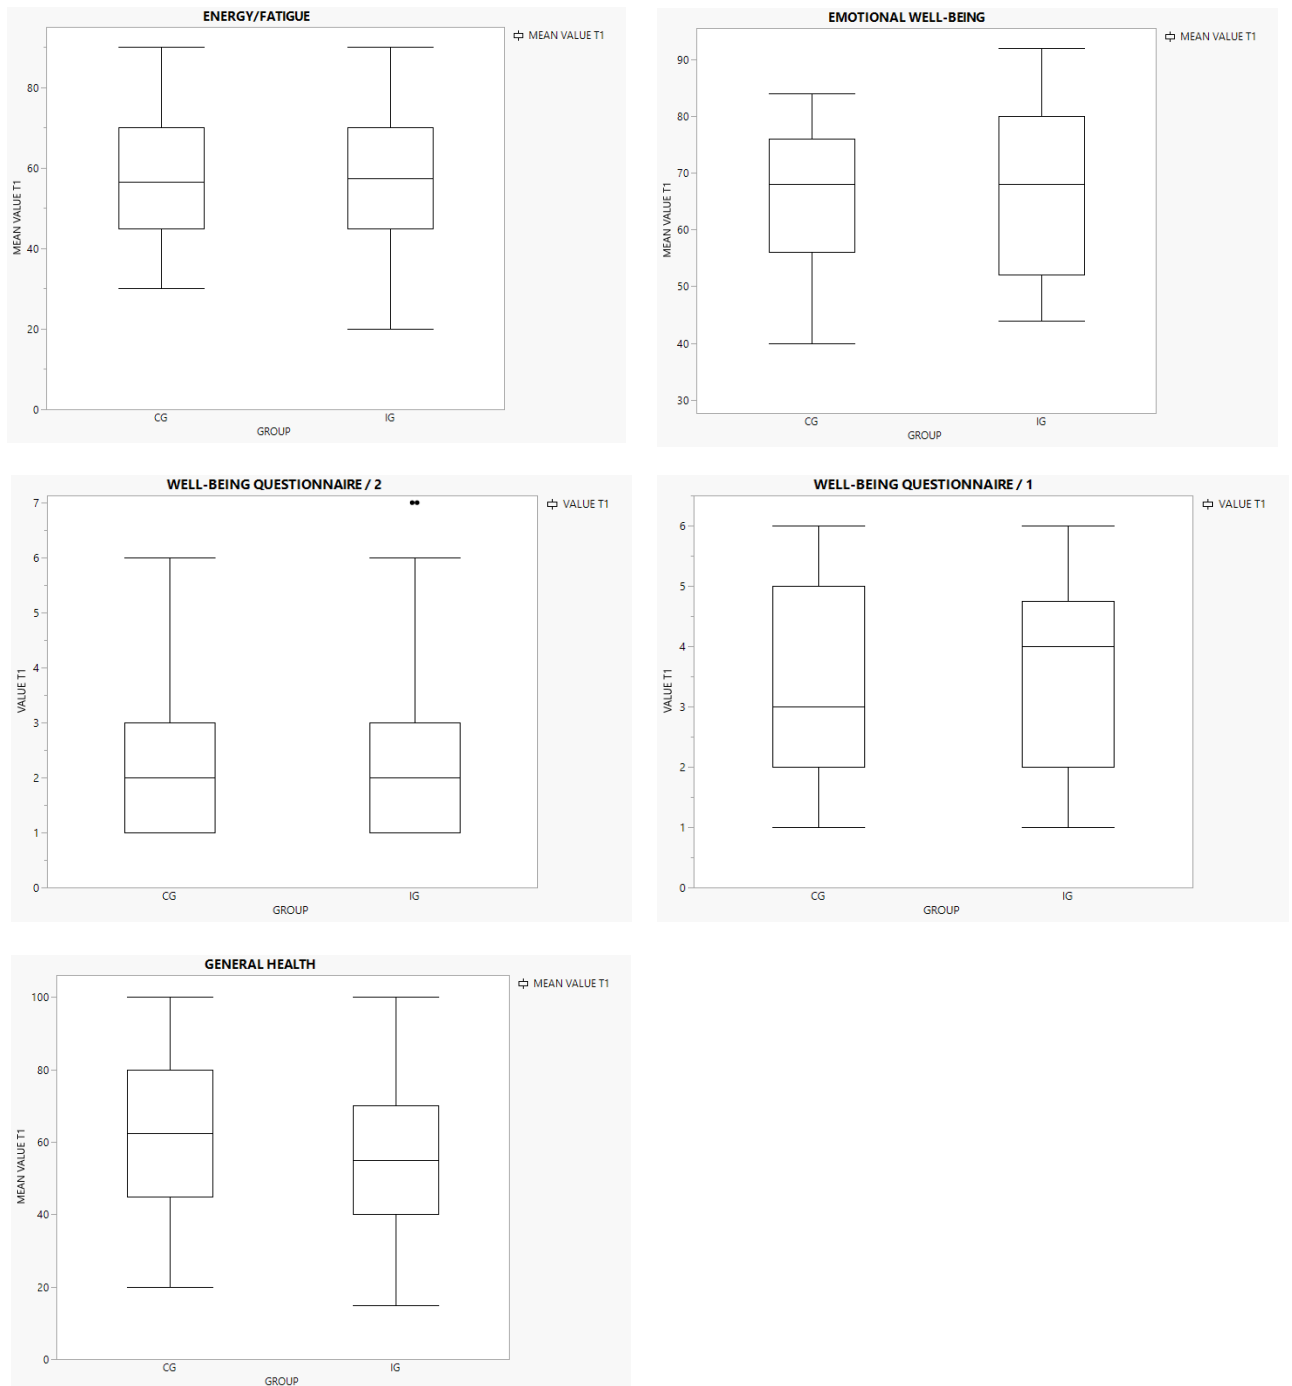 ENERGY/FATIGUE
MEAN VALUE T1
MEAN VALUE T1
80
60
40
20
0
CG
IG
GROUP
EMOTIONAL WELL-BEING
MEAN VALUE T1
MEAN VALUE T1
90
80
70
60
50
40
30
CG
IG
GROUP
WELL-BEING QUESTIONNAIRE / 2
VALUE T1
VALUE T1
7
6
5
4
3
2
1
0
CG
IG
GROUP
WELL-BEING QUESTIONNAIRE / 1
VALUE T1
VALUE T1
6
5
4
3
2
1
0
CG
IG
GROUP
GENERAL HEALTH
MEAN VALUE T1
MEAN VALUE T1
100
80
60
40
20
0
CG
IG
GROUP